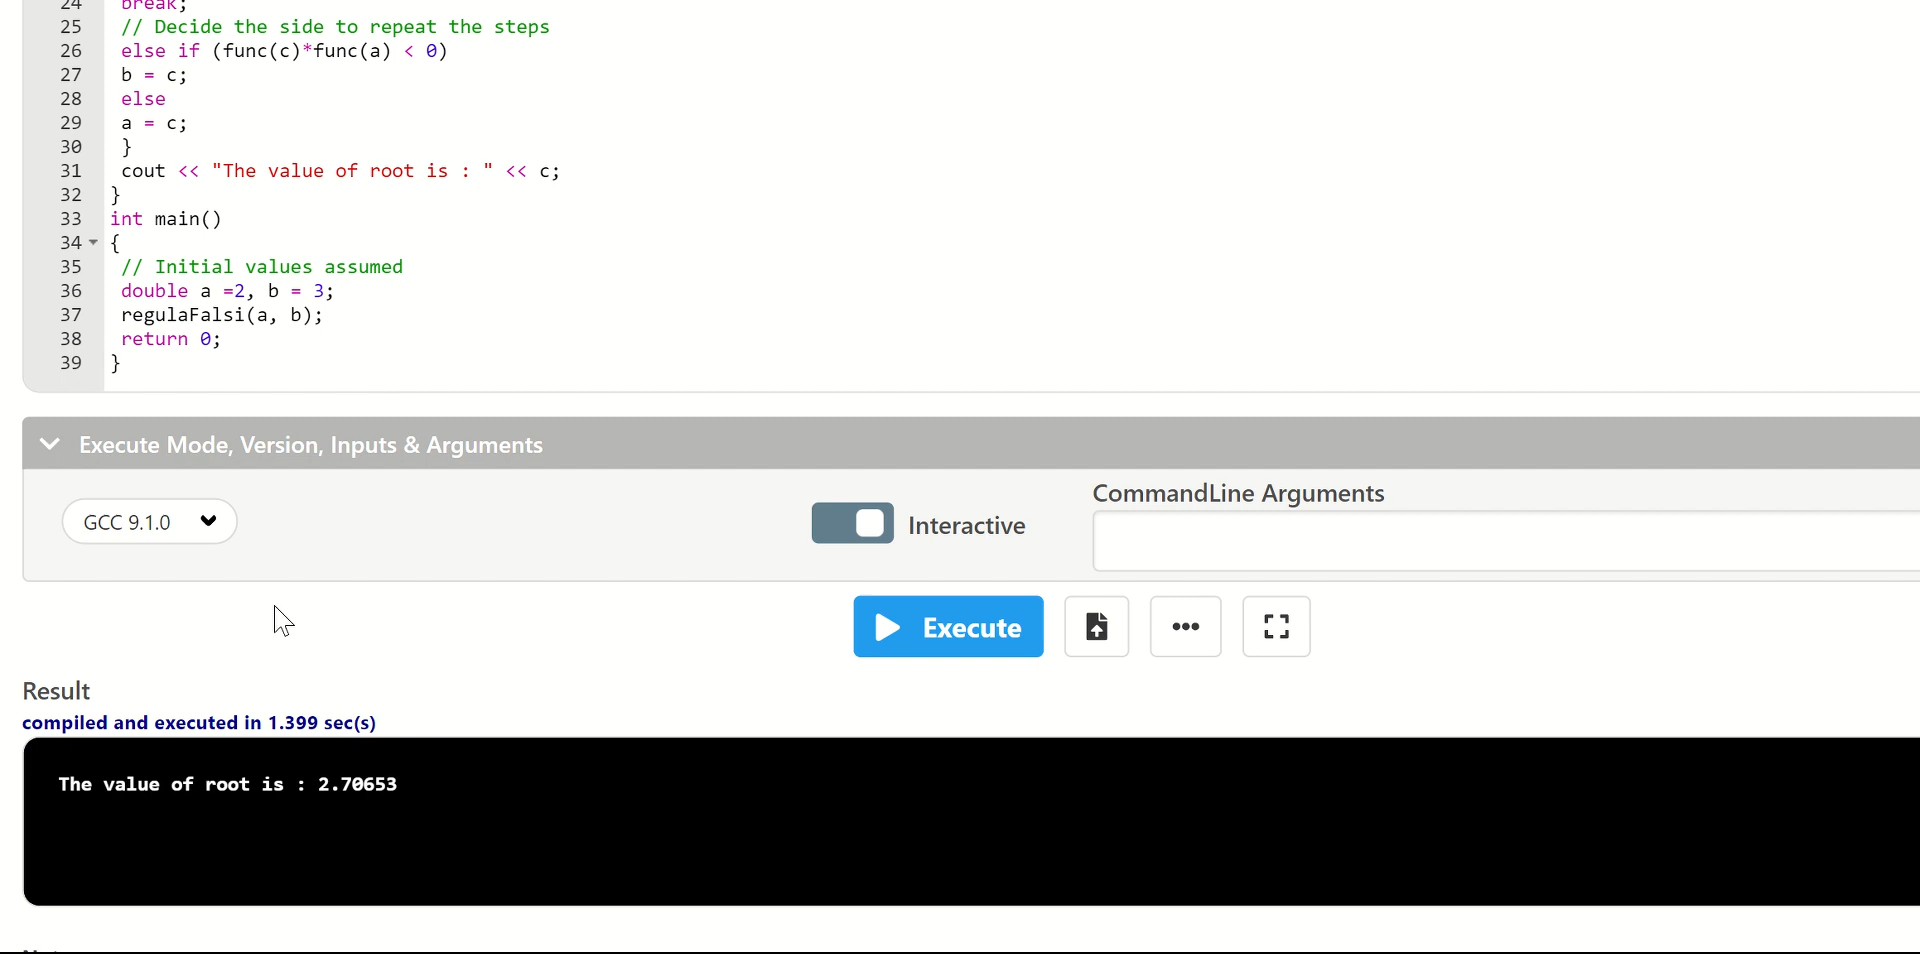 24 break;
25 // Decide the side to repeat the steps
26 else if (func(c)*func(a) < 0)
27 b = c;
28 else
29 a = c;
30 }
31 cout << "The value of root is : " << c;
32 }
33 int main()
34 {
35 // Initial values assumed
36 double a =2, b = 3;
37 regulaFalsi(a, b);
38 return 0;
39 }
Execute Mode, Version, Inputs & Arguments
GCC 9.1.0
Interactive
CommandLine Arguments
Execute
Result
compiled and executed in 1.399 sec(s)
The value of root is : 2.70653